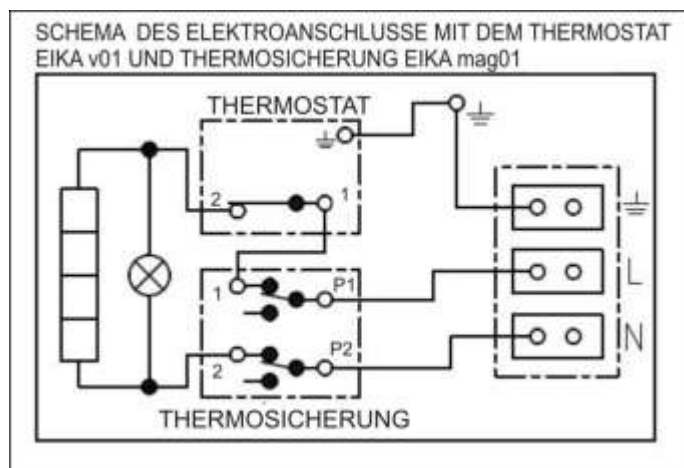 SCHEMA DES ELEKTROANSCHLUSSE MIT DEM THERMOSTAT
EIKA v01 UND THERMOSICHERUNG EIKA mag01
THERMOSTAT
2
1
1
P1
L
2
P2
N
THERMOSICHERUNG